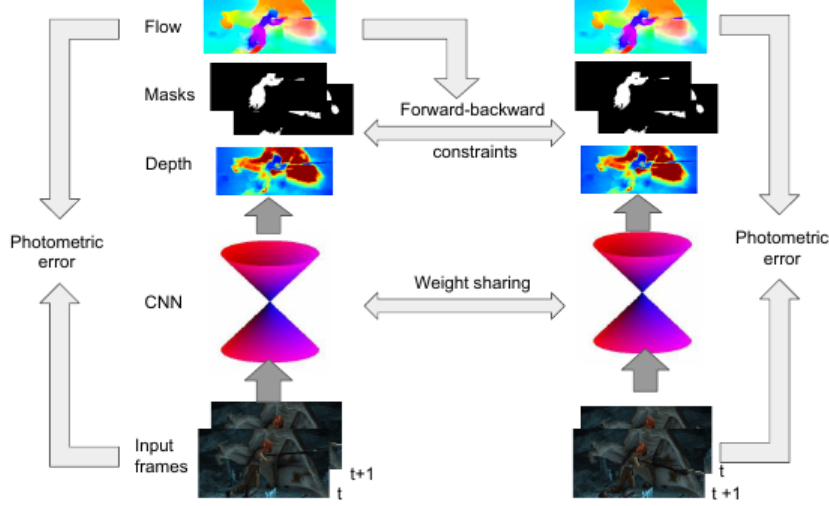 Flow
Masks
Forward-backward
constraints
Depth
Photometric
error
Photometric
error
CNN
Weight sharing
Input
frames
t+1
t
t
t +1